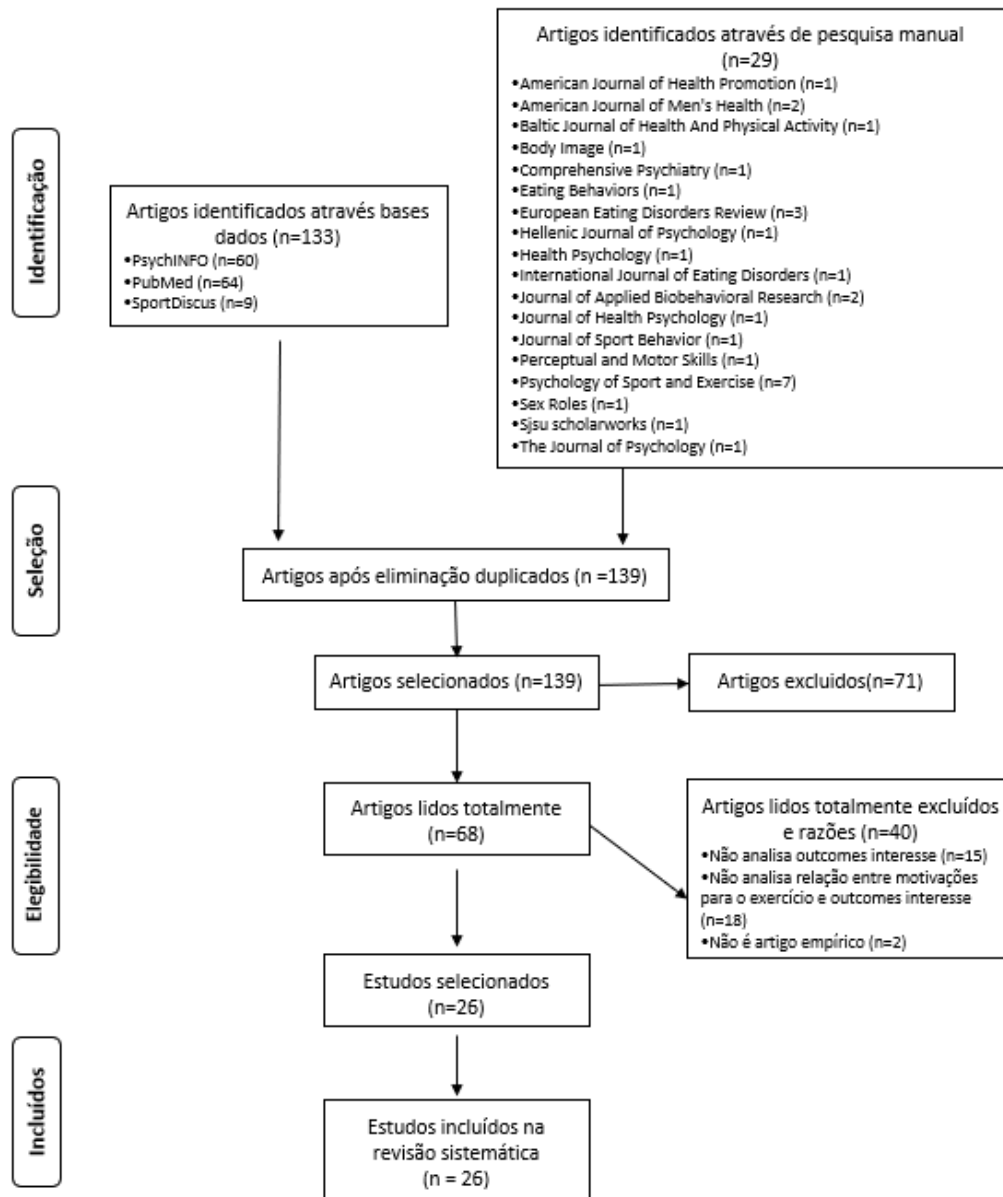 Identificação
Artigos identificados através bases
dados (n=133)
•PsychINFO (n=60)
•PubMed (n=64)
•SportDiscus (n=9)
Artigos identificados através de pesquisa manual
(n=29)
•American Journal of Health Promotion (n=1)
•American Journal of Men's Health (n=2)
•Baltic Journal of Health And Physical Activity (n=1)
•Body Image (n=1)
•Comprehensive Psychiatry (n=1)
•Eating Behaviors (n=1)
•European Eating Disorders Review (n=3)
•Hellenic Journal of Psychology (n=1)
•Health Psychology (n=1)
•International Journal of Eating Disorders (n=1)
•Journal of Applied Biobehavioral Research (n=2)
•Journal of Health Psychology (n=1)
•Journal of Sport Behavior (n=1)
•Perceptual and Motor Skills (n=1)
•Psychology of Sport and Exercise (n=7)
•Sex Roles (n=1)
•Sjsu scholarworks (n=1)
•The Journal of Psychology (n=1)
Seleção
Artigos após eliminação duplicados (n =139)
Artigos selecionados (n=139)
Artigos excluidos(n=71)
Elegibilidade
Artigos lidos totalmente
(n=68)
Artigos lidos totalmente excluídos
e razões (n=40)
•Não analisa outcomes interesse (n=15)
•Não analisa relação entre motivações
para o exercício e outcomes interesse
(n=18)
•Não é artigo empírico (n=2)
Estudos selecionados
(n=26)
Incluídos
Estudos incluídos na
revisão sistemática
(n = 26)